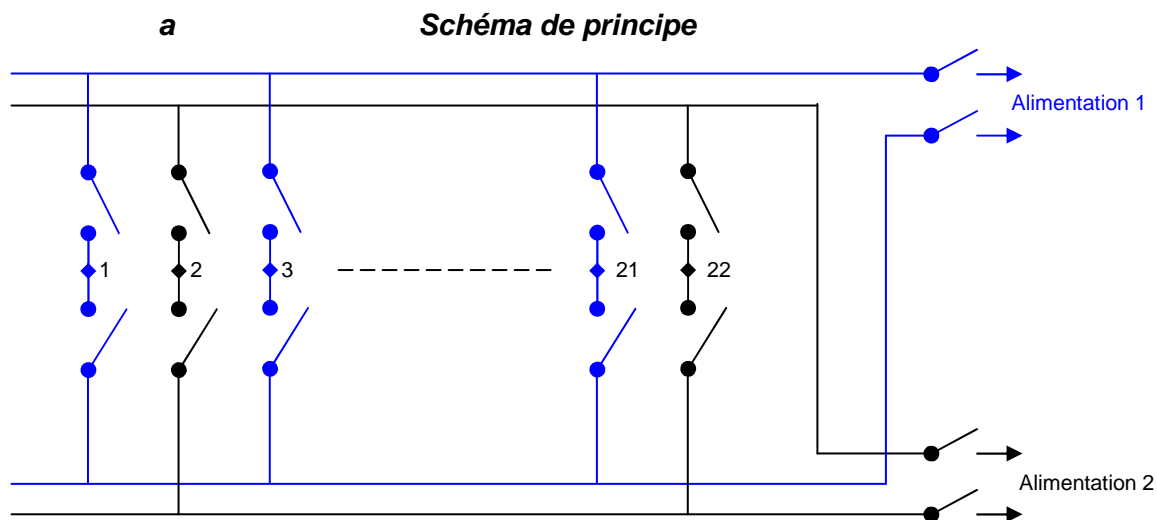 a Schéma de principe
Alimentation 1
1 2 3 21 22
Alimentation 2